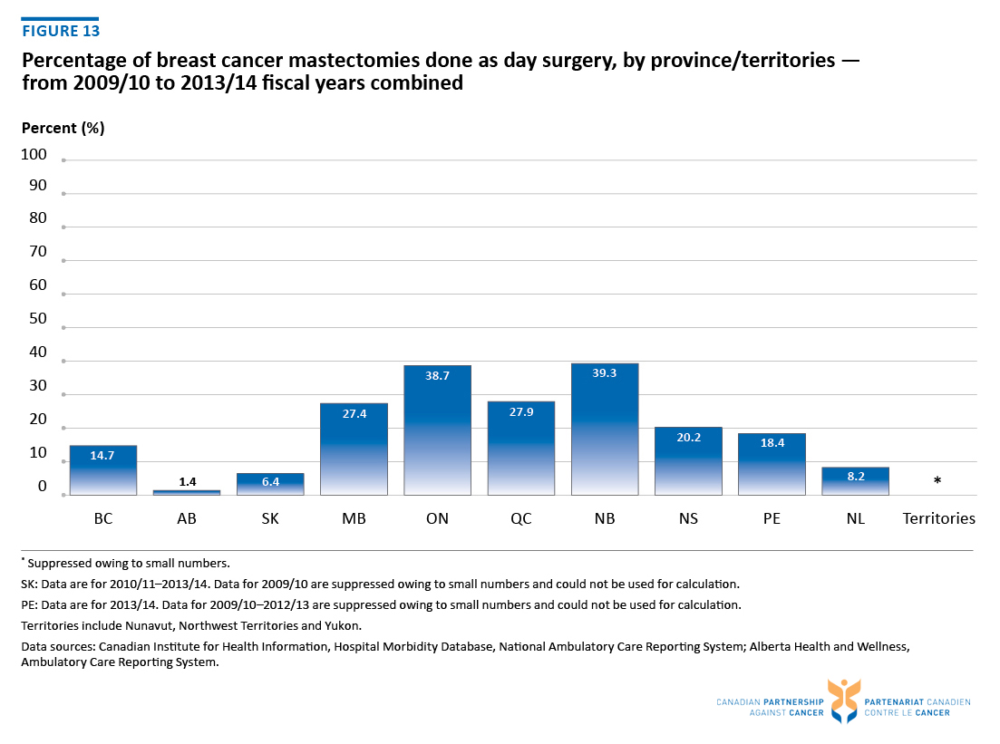 FIGURE 13
Percentage of breast cancer mastectomies done as day surgery, by province/territories —
from 2009/10 to 2013/14 fiscal years combined
Percent (%)
100
90
80
70
60
50
40
30
20
10
0
14.7
1.4
6.4
27.4
38.7
27.9
39.3
20.2
18.4
8.2
*
BC AB SK MB ON QC NB NS PE NL Territories
* Suppressed owing to small numbers.
SK: Data are for 2010/11–2013/14. Data for 2009/10 are suppressed owing to small numbers and could not be used for calculation.
PE: Data are for 2013/14. Data for 2009/10–2012/13 are suppressed owing to small numbers and could not be used for calculation.
Territories include Nunavut, Northwest Territories and Yukon.
Data sources: Canadian Institute for Health Information, Hospital Morbidity Database, National Ambulatory Care Reporting System; Alberta Health and Wellness,
Ambulatory Care Reporting System.
CANADIAN PARTNERSHIP
AGAINST CANCER
PARTENARIAT CANADIEN
CONTRE LE CANCER